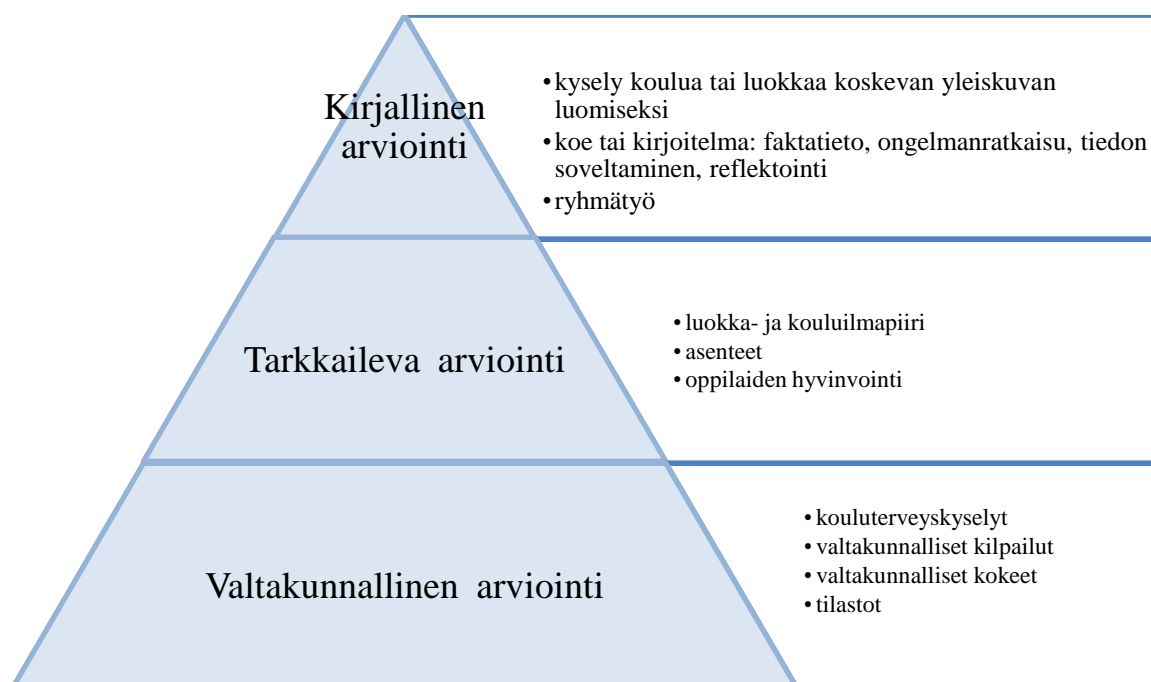 Kirjallinen
arviointi
•kysely koulua tai luokkaa koskevan yleiskuvan
luomiseksi
•koe tai kirjoitelma: faktatieto, ongelmanratkaisu, tiedon
soveltaminen, reflektointi
•ryhmätyö
Tarkkaileva arviointi
•luokka- ja kouluilmapiiri
•asenteet
•oppilaiden hyvinvointi
Valtakunnallinen arviointi
•kouluterveyskyselyt
•valtakunnalliset kilpailut
•valtakunnalliset kokeet
•tilastot